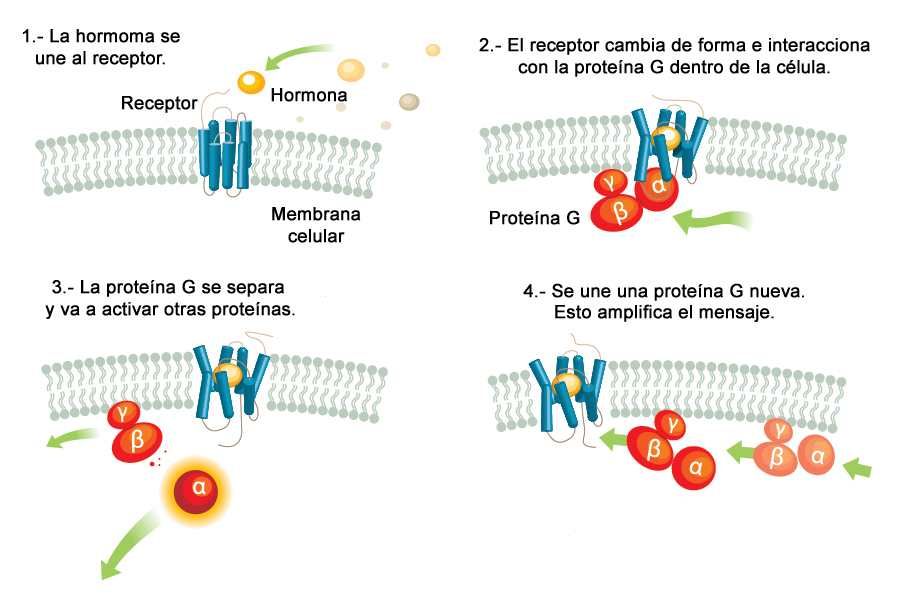 1.- La hormoma se
une al receptor.
Receptor
Hormona
Membrana
celular
2.- El receptor cambia de forma e interacciona
con la proteína G dentro de la célula.
γ
α
β
Proteína G
3.- La proteína G se separa
y va a activar otras proteínas.
γ
β
α
4.- Se une una proteína G nueva.
Esto amplifica el mensaje.
γ
β
α
γ
β
α